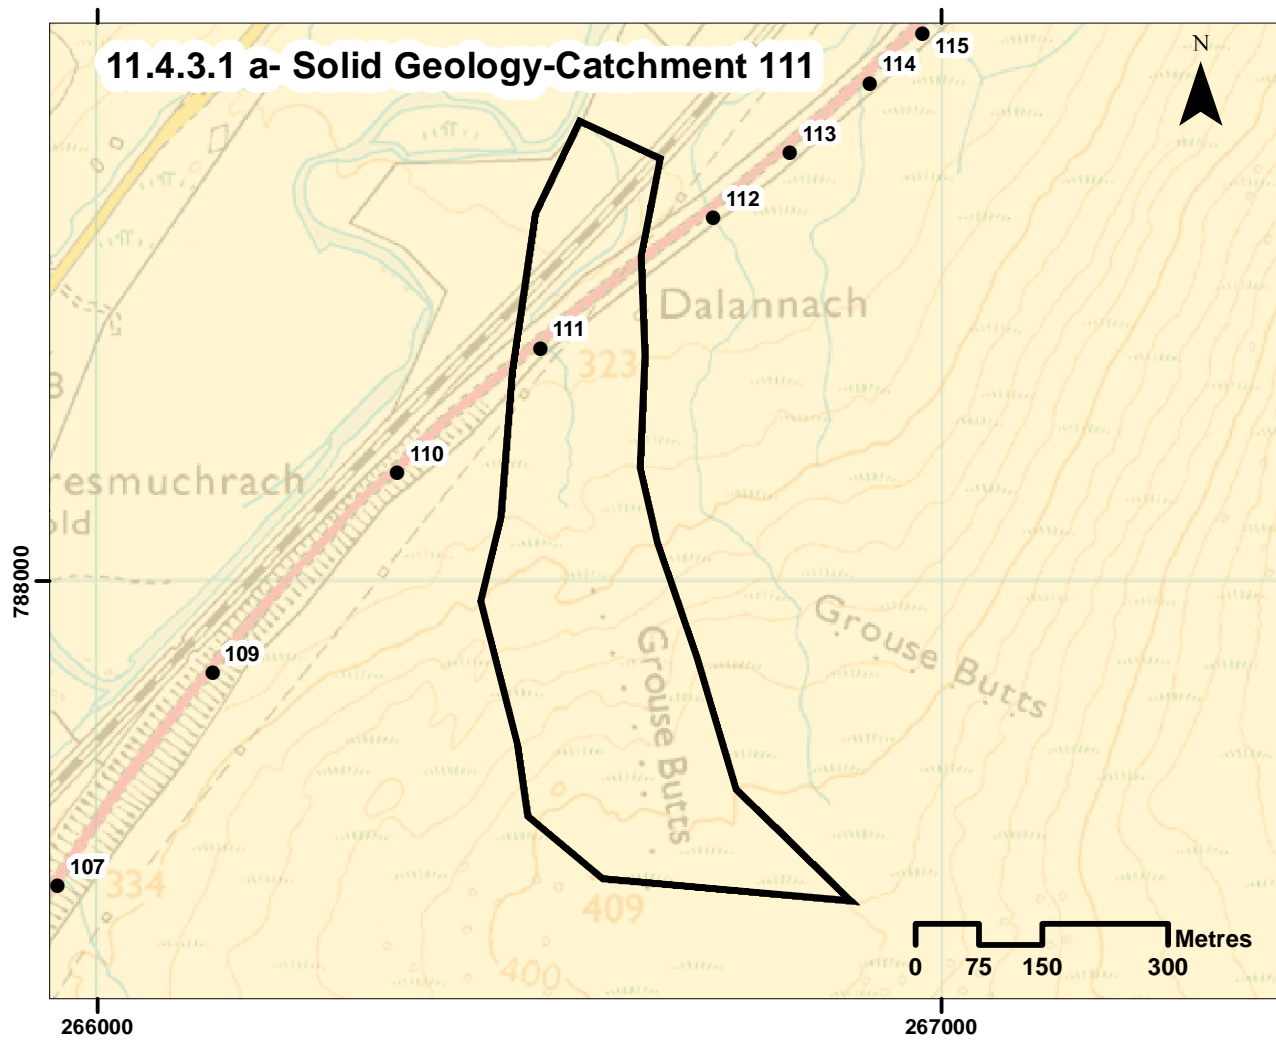 11.4.3.1 a- Solid Geology-Catchment 111
N
115
114
113
112
Dalannach
111
323
110
resmuchrach
old
788000
Grouse Butts
Grouse Butts
109
107
334
409
400
Metres
0 75 150 300
266000
267000